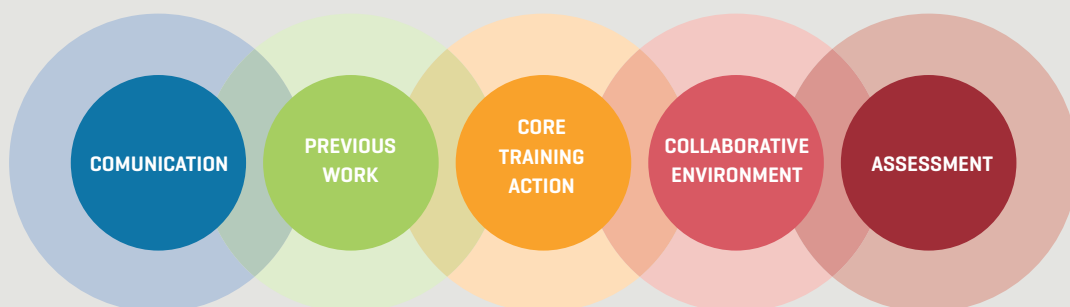 COMUNICATION
PREVIOUS
WORK
CORE
TRAINING
ACTION
COLLABORATIVE
ENVIRONMENT
ASSESSMENT